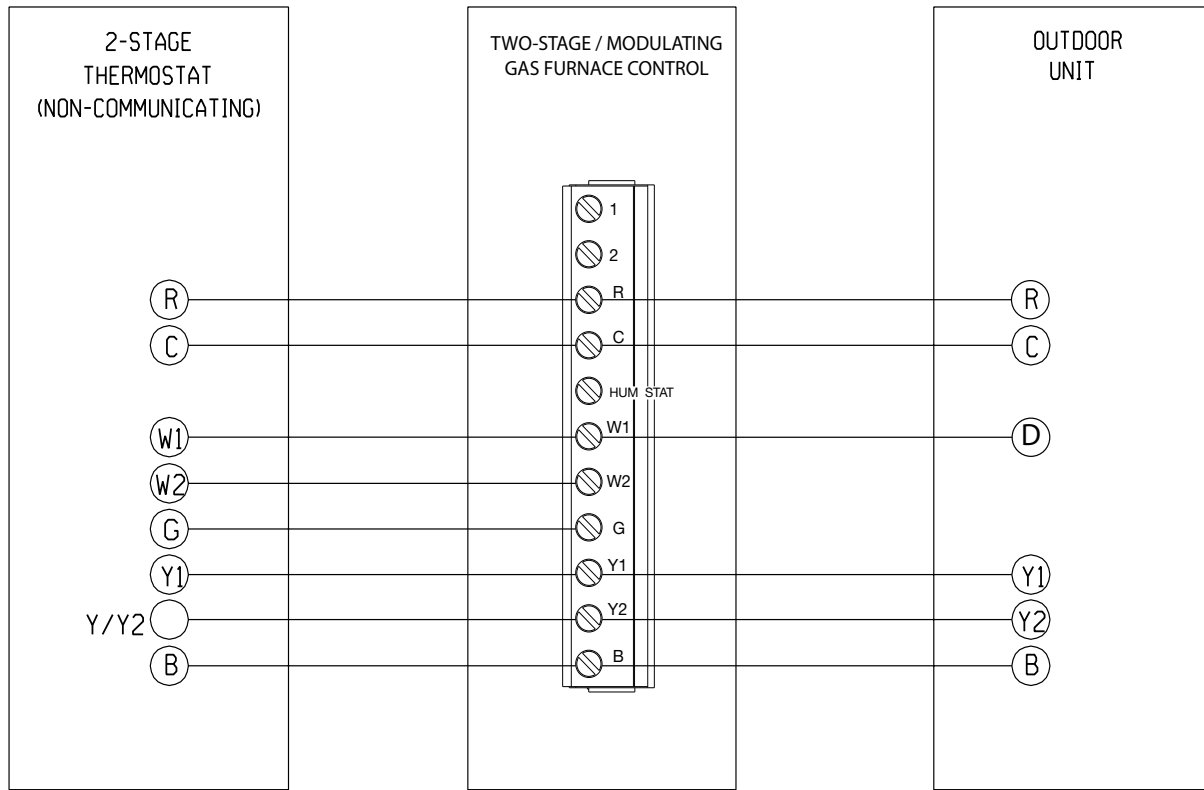 2-STAGE
THERMOSTAT
(NON-COMMUNICATING)
TWO-STAGE / MODULATING
GAS FURNACE CONTROL
OUTDOOR
UNIT
1
2
R R R
C C C
HUM STAT
W1 W1 D
W2 W2
G G
Y1 Y1 Y1
Y/Y2 Y2 Y2
B B B